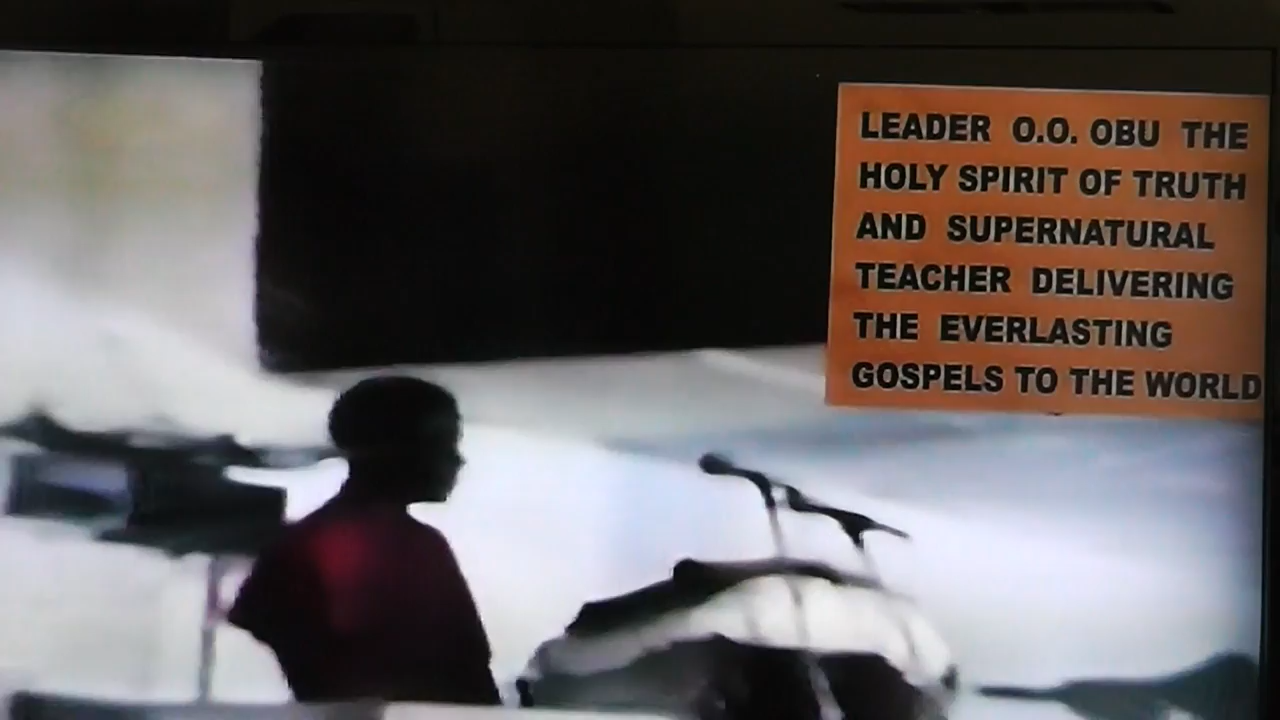 LEADER O.O. OBU THE
HOLY SPIRIT OF TRUTH
AND SUPERNATURAL
TEACHER DELIVERING
THE EVERLASTING
GOSPELS TO THE WORLD